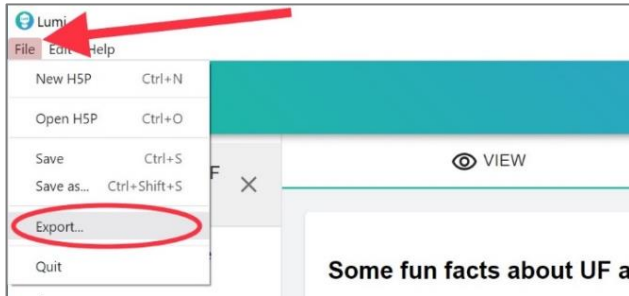 Lumi
File Edit Help
New H5P Ctrl+N
Open H5P Ctrl+O
Save Ctrl+S
Save as... Ctrl+Shift+S
F
VIEW
Export...
Quit
Some fun facts about UF a